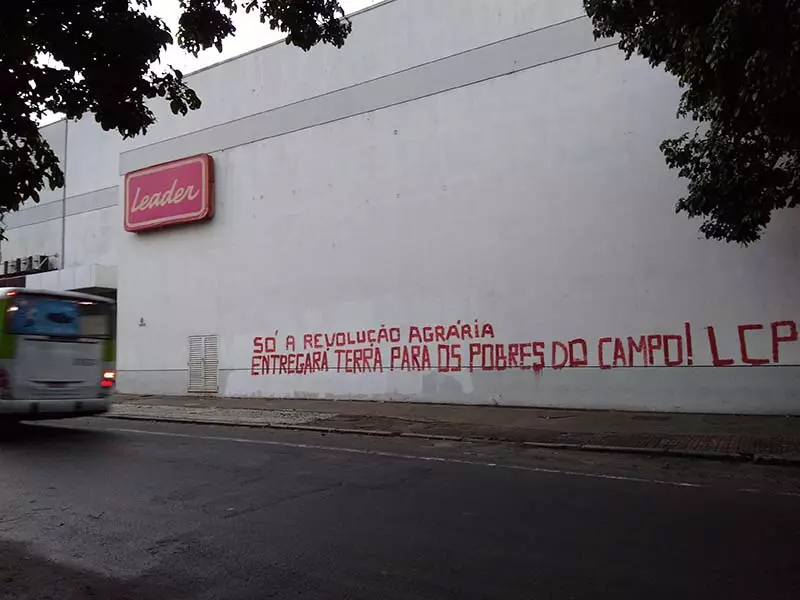 Leader
SÓ A REVOLUÇÃO AGRÁRIA
ENTREGARÁ TERRA PARA OS POBRES DO CAMPO! LCP